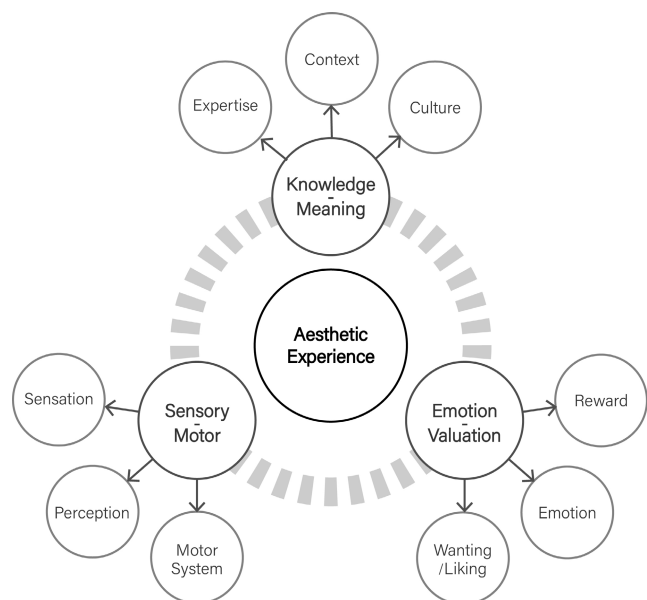 Context
Expertise
Culture
Knowledge
-
Meaning
Aesthetic
Experience
Sensation
Sensory
-
Motor
Emotion
-
Valuation
Reward
Perception
Emotion
Motor
System
Wanting
/Liking